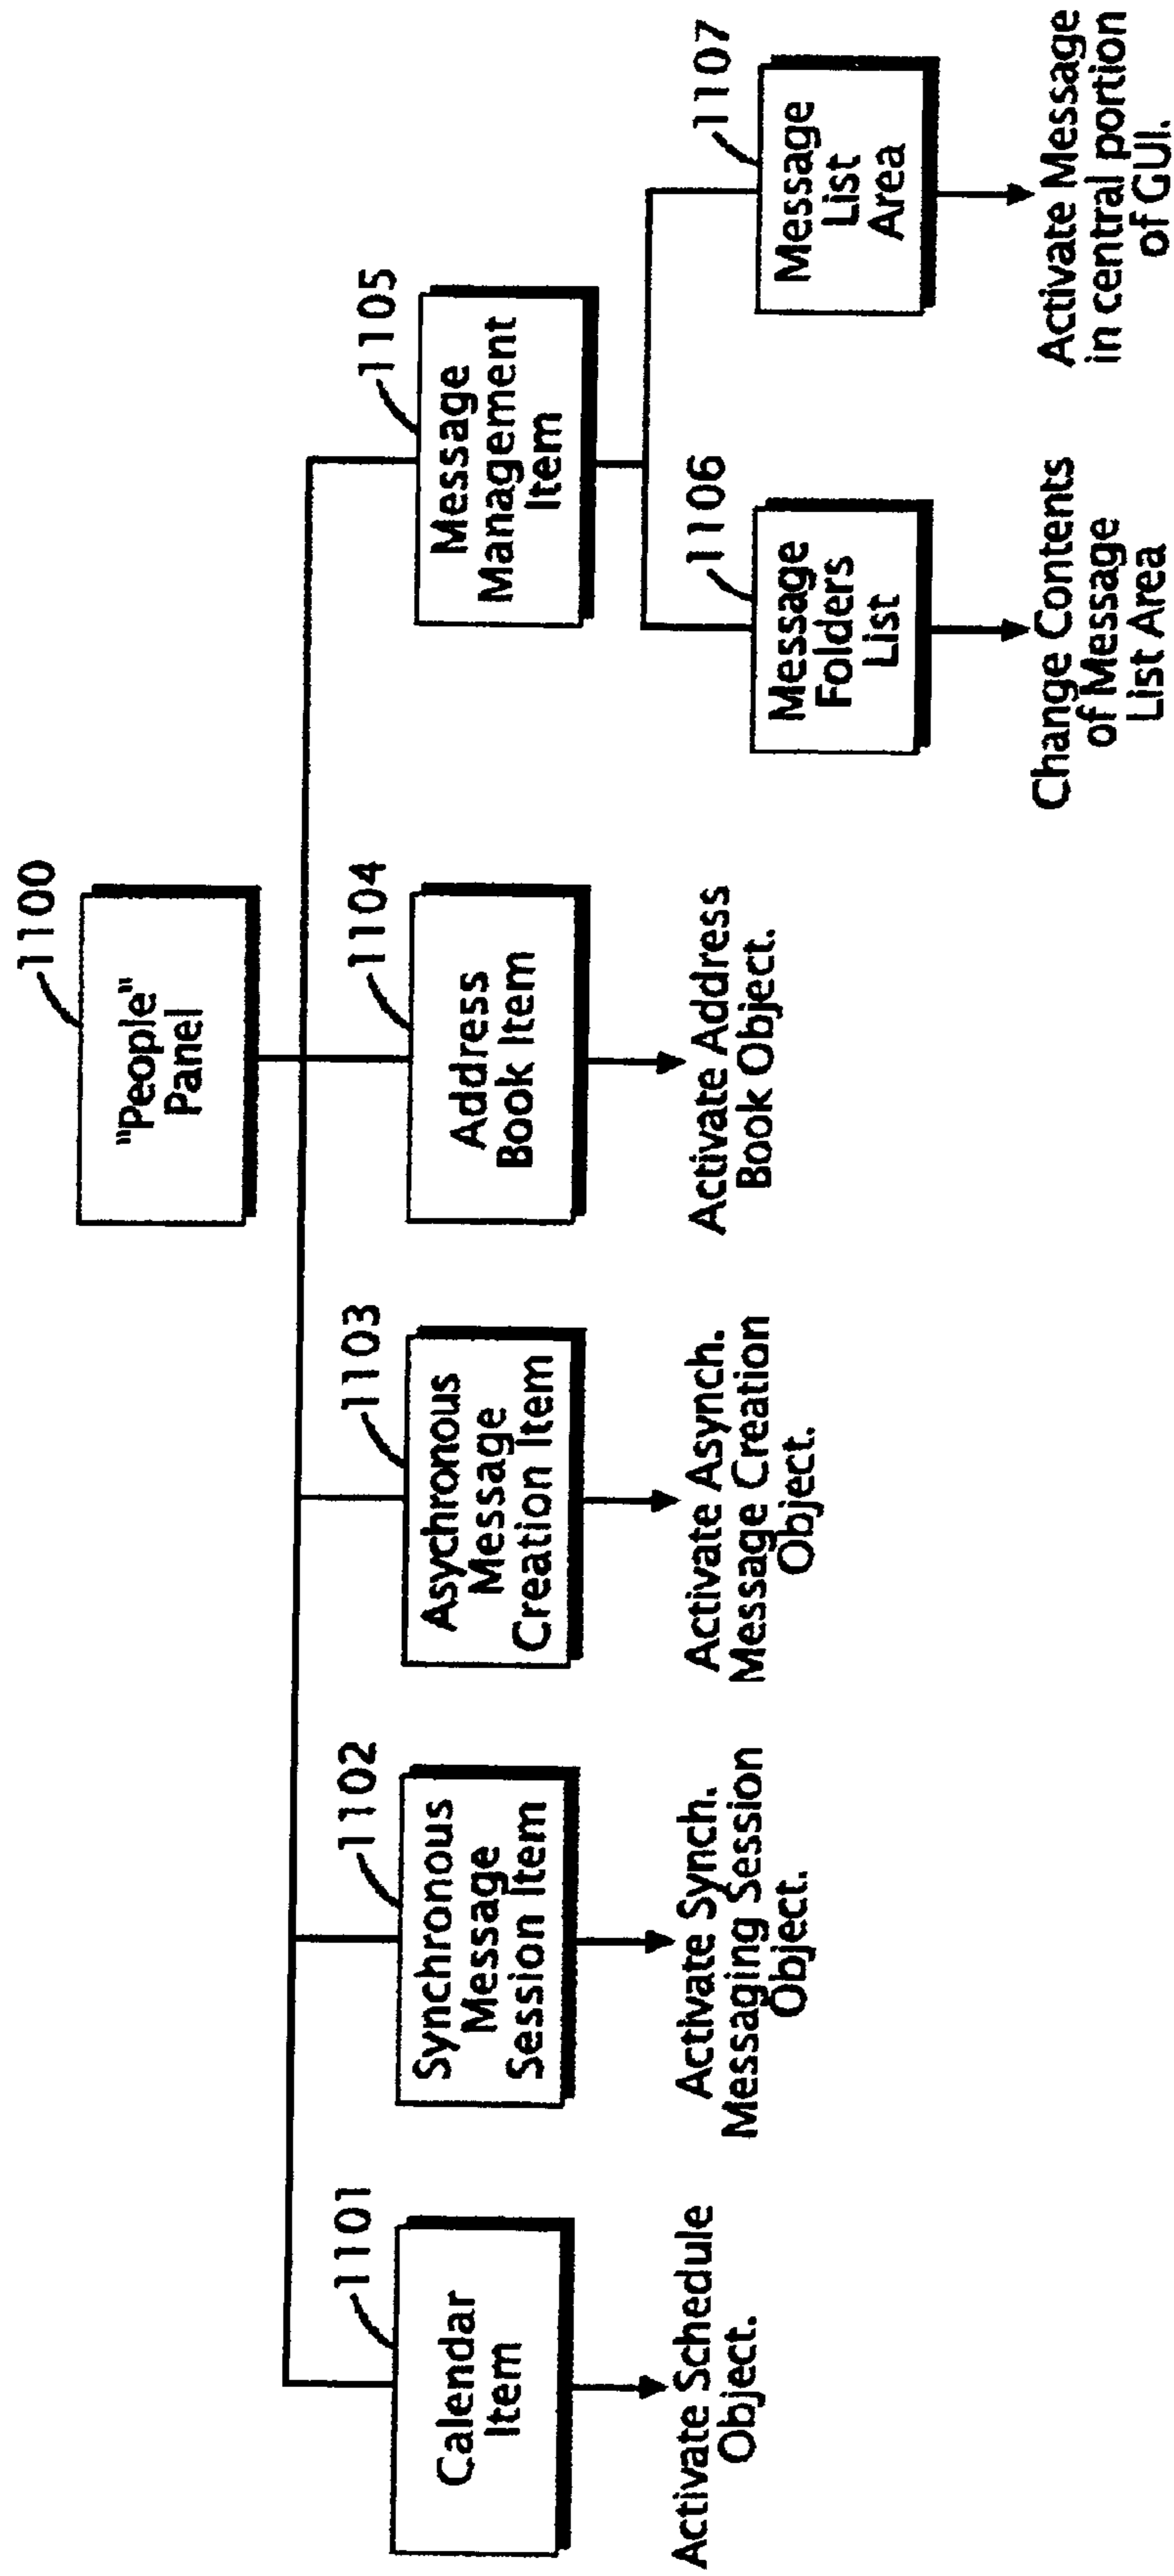 1100
"People"
Panel
1101
Calendar
Item
Activate Schedule
Object.
1102
Synchronous
Message
Session Item
Activate Synch.
Messaging Session
Object.
1103
Asychronous
Message
Creation Item
Activate Asynch.
Message Creation
Object.
1104
Address
Book Item
Activate Address
Book Object.
1105
Message
Management
Item
1106
Message
Folders
List
Change Contents
of Message
List Area
1107
Message
List
Area
Activate Message
in central portion
of GUI.